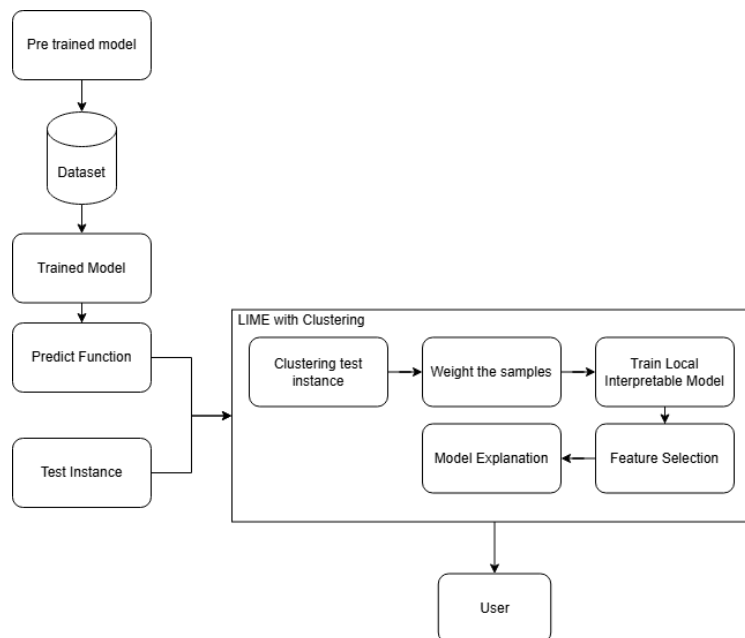 Pre trained model
Dataset
Trained Model
Predict Function
Test Instance
LIME with Clustering
Clustering test
instance
Weight the samples
Train Local
Interpretable Model
Model Explanation
Feature Selection
User